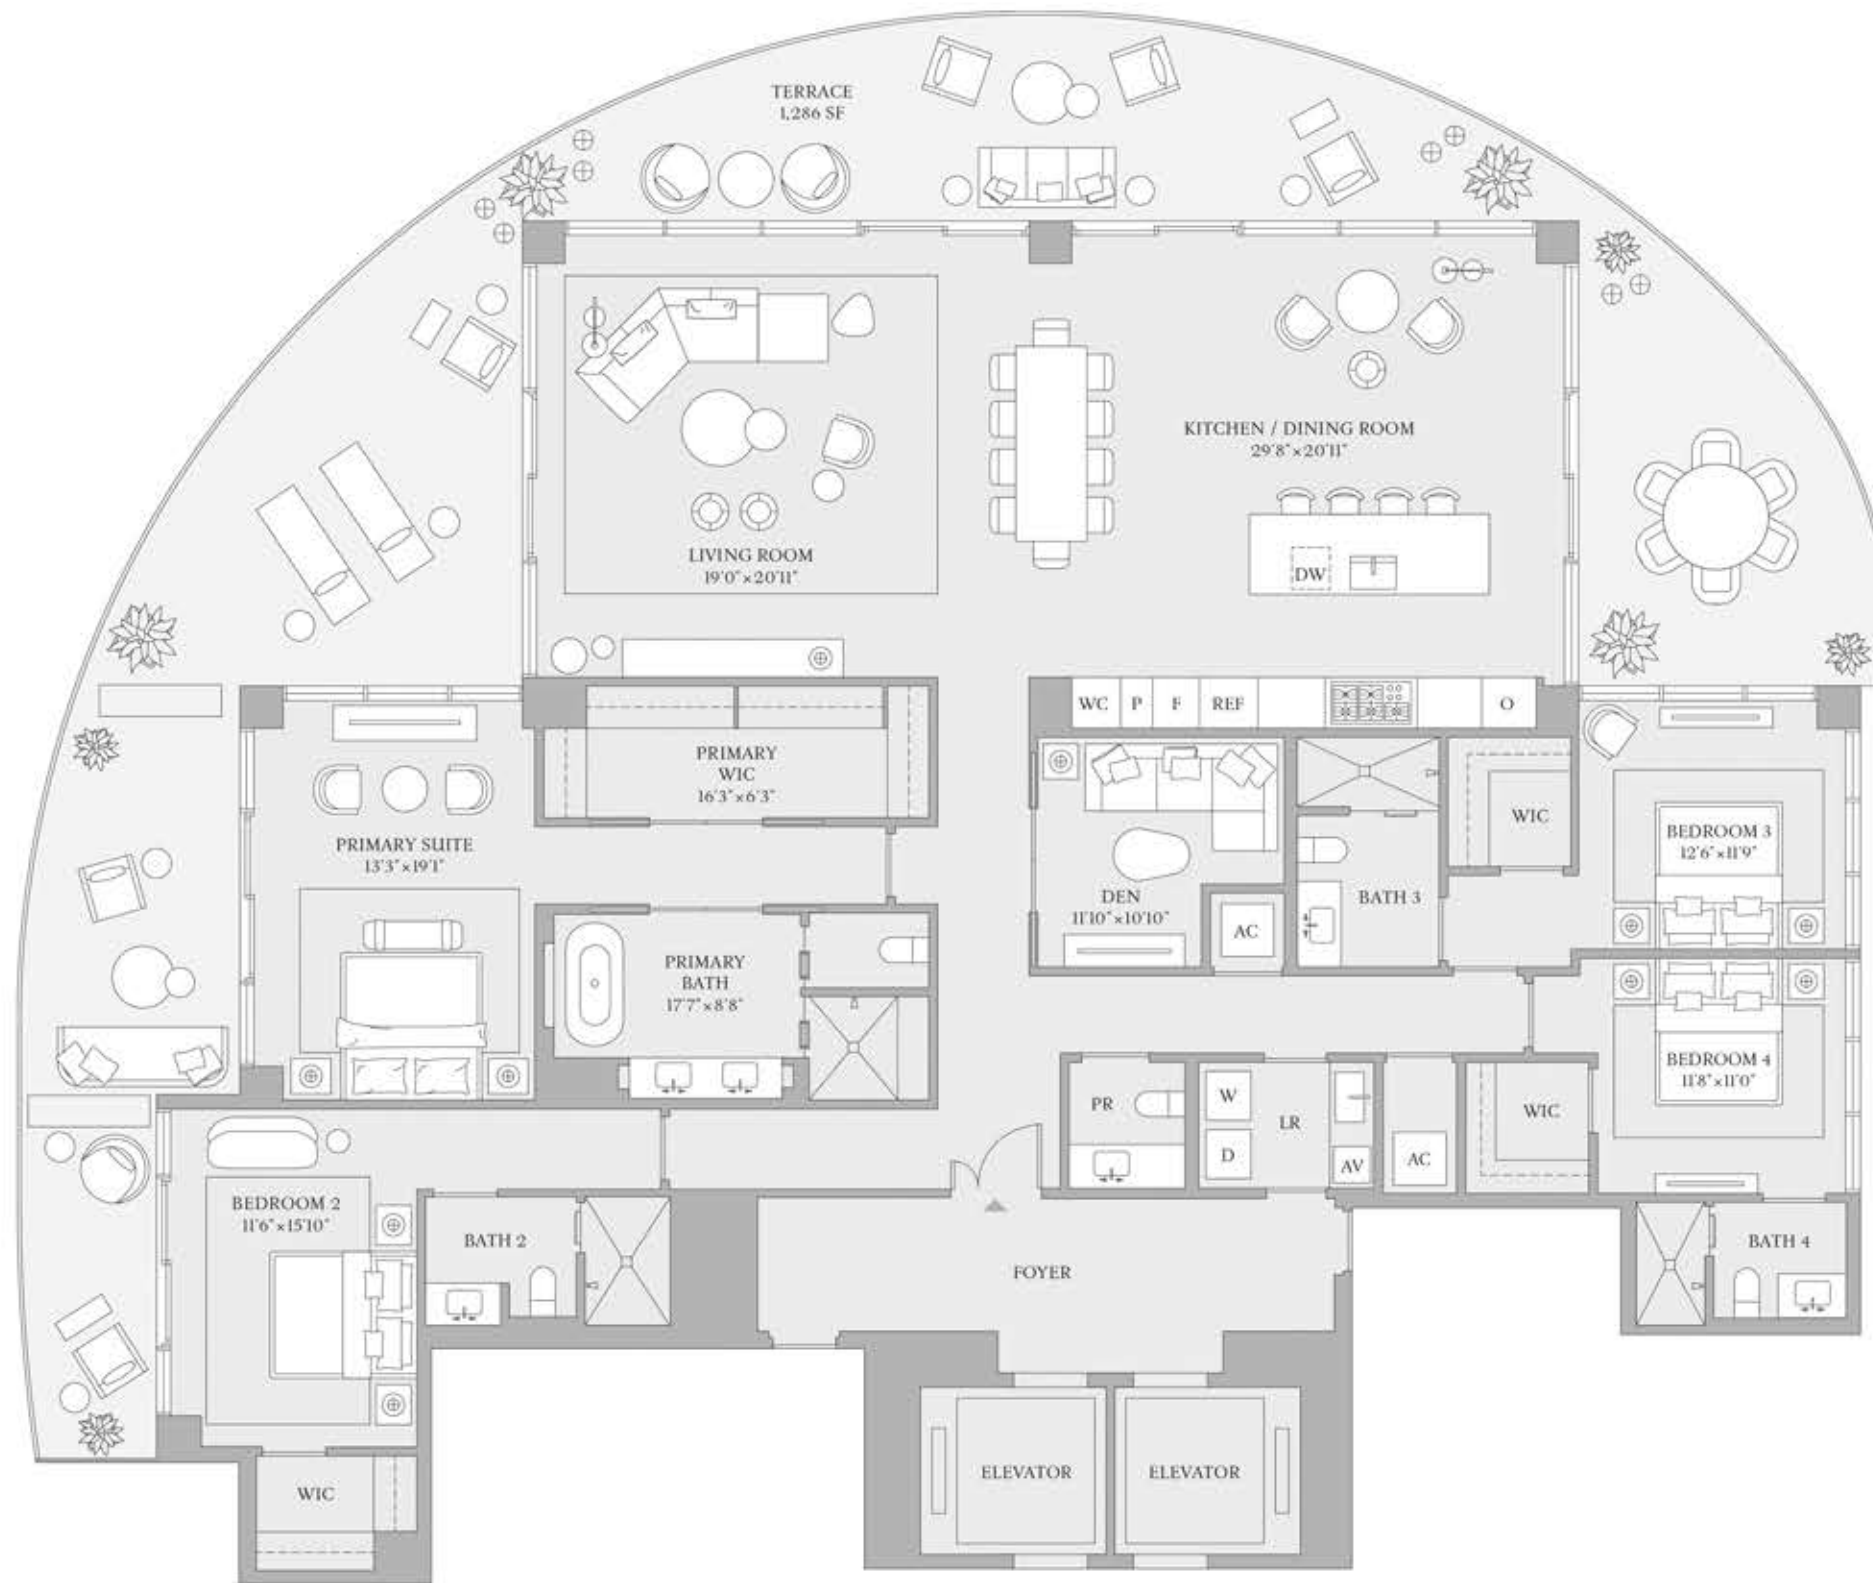 TERRACE
1,286 SF
KITCHEN / DINING ROOM
29'8"×20'11"
LIVING ROOM
19'0"×20'11"
DW
WC
P
F
REF
O
PRIMARY
WIC
16'3"×6'3"
PRIMARY SUITE
13'3"×19'1"
WIC
BEDROOM 3
12'6"×11'9"
DEN
11'10"×10'10"
BATH 3
AC
PRIMARY
BATH
17'7"×8'8"
BEDROOM 4
11'8"×11'0"
PR
W
D
LR
AV
AC
WIC
BEDROOM 2
11'6"×15'10"
BATH 2
BATH 4
FOYER
ELEVATOR
ELEVATOR
WIC